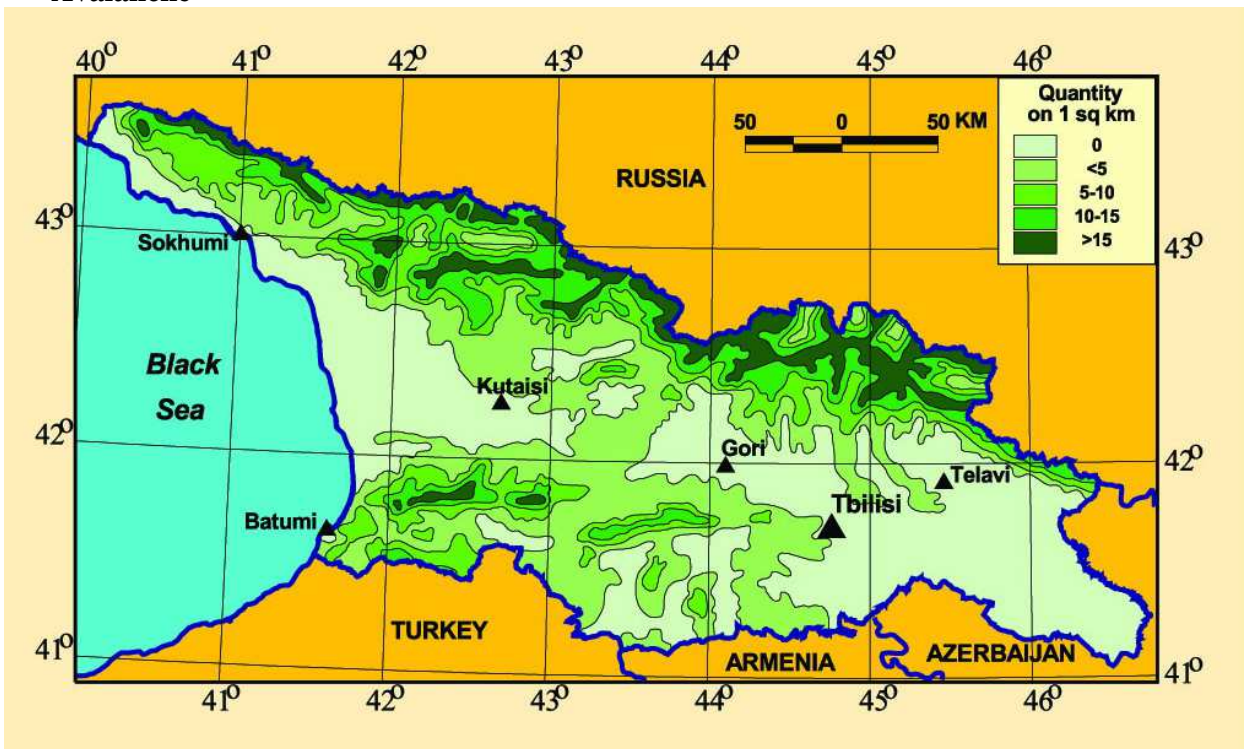 40° 41° 42° 43° 44° 45° 46°
Quantity
on 1 sq km
0
<5
5-10
10-15
>15
50 0 50 KM
RUSSIA
43° 43°
Sokhumi
Black
Sea
Kutaisi
42° 42°
Gori
Telavi
Tbilisi
Batumi
TURKEY
ARMENIA
AZERBAIJAN
41° 41°
41° 42° 43° 44° 45° 46°